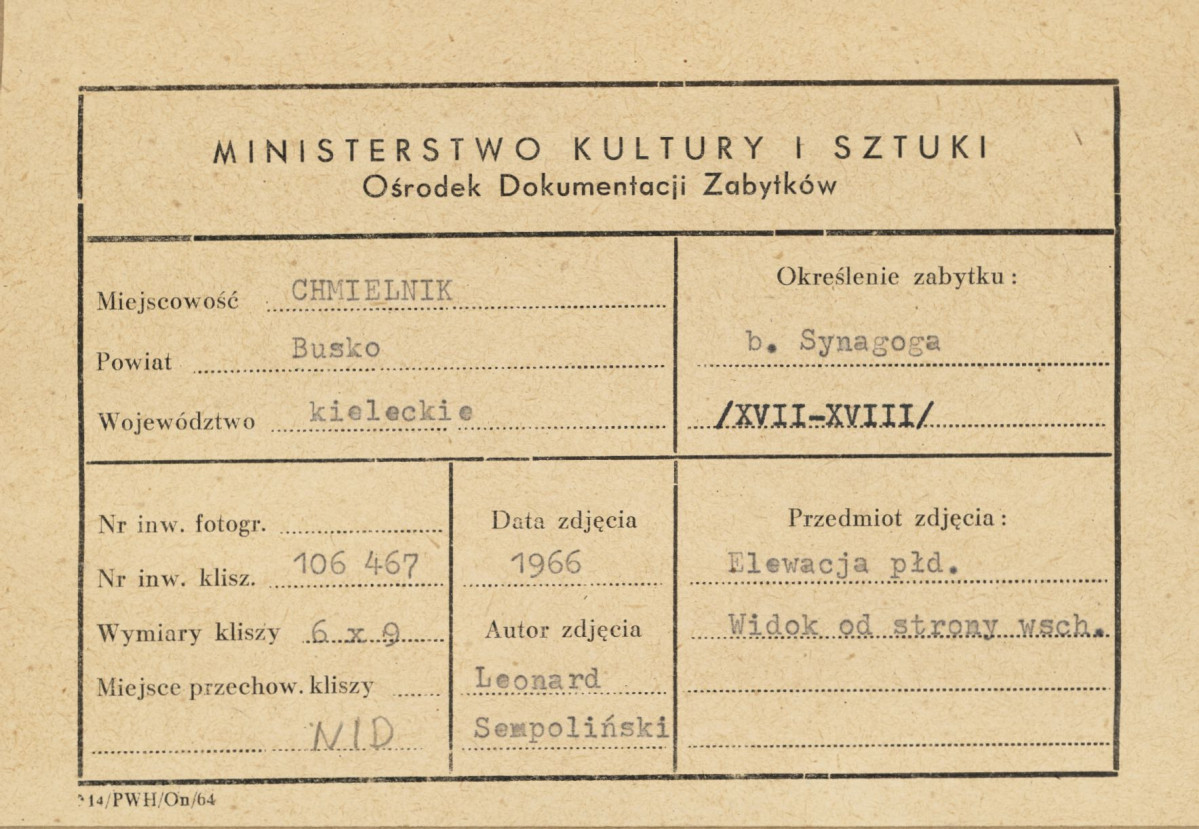 MINISTERSTWO KULTURY I SZTUKI
Ośrodek Dokumentacji Zabytków
Miejscowość CHMIELNIK
Powiat Busko
Województwo kieleckie
Określenie zabytku:
b. Synagoga
/XVII-XVIII/
Nr inw. fotogr.
Nr inw. klisz. 106 467
Wymiary kliszy 6 x 9
Miejsce przechow. kliszy
NID
Data zdjęcia
1966
Autor zdjęcia
Leonard
Sempoliński
Przedmiot zdjęcia:
Elewacja płd.
Widok od strony wsch.
14/PWH/On/64